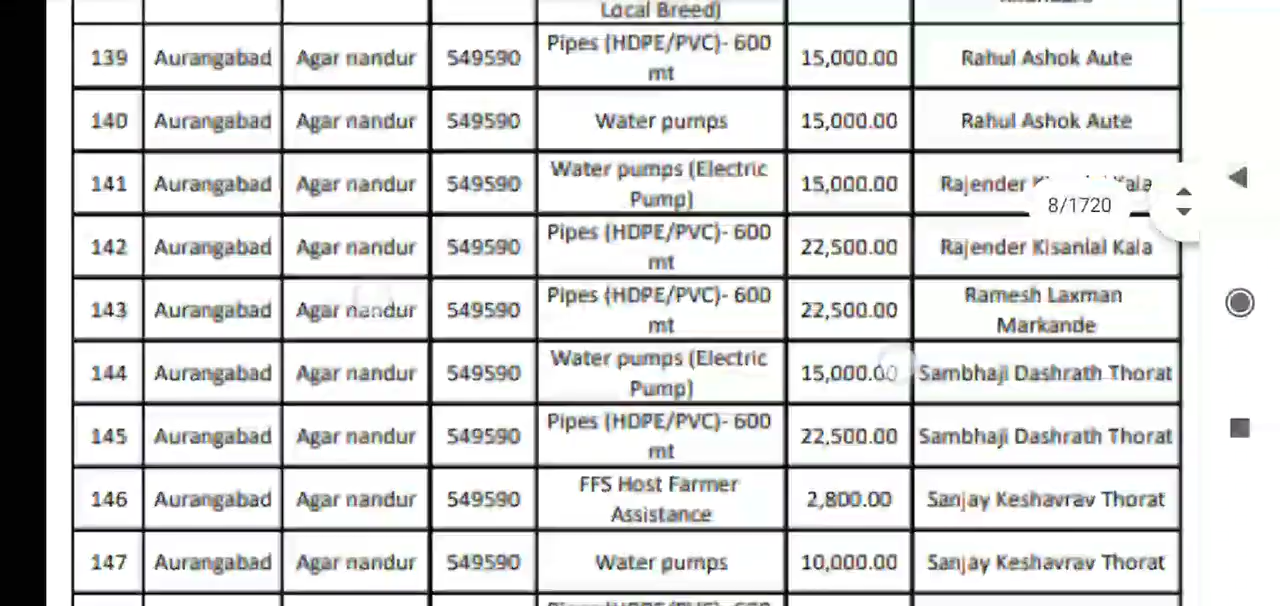 Local Breed)
139 Aurangabad Agar nandur 549590 Pipes (HDPE/PVC)- 600 mt 15,000.00 Rahul Ashok Aute
140 Aurangabad Agar nandur 549590 Water pumps 15,000.00 Rahul Ashok Aute
141 Aurangabad Agar nandur 549590 Water pumps (Electric Pump) 15,000.00 Rajender Kala
8/1720
142 Aurangabad Agar nandur 549590 Pipes (HDPE/PVC)- 600 mt 22,500.00 Rajender Kisanlal Kala
143 Aurangabad Agar nandur 549590 Pipes (HDPE/PVC)- 600 mt 22,500.00 Ramesh Laxman Markande
144 Aurangabad Agar nandur 549590 Water pumps (Electric Pump) 15,000.00 Sambhaji Dashrath Thorat
145 Aurangabad Agar nandur 549590 Pipes (HDPE/PVC)- 600 mt 22,500.00 Sambhaji Dashrath Thorat
146 Aurangabad Agar nandur 549590 FFS Host Farmer Assistance 2,800.00 Sanjay Keshavrav Thorat
147 Aurangabad Agar nandur 549590 Water pumps 10,000.00 Sanjay Keshavrav Thorat